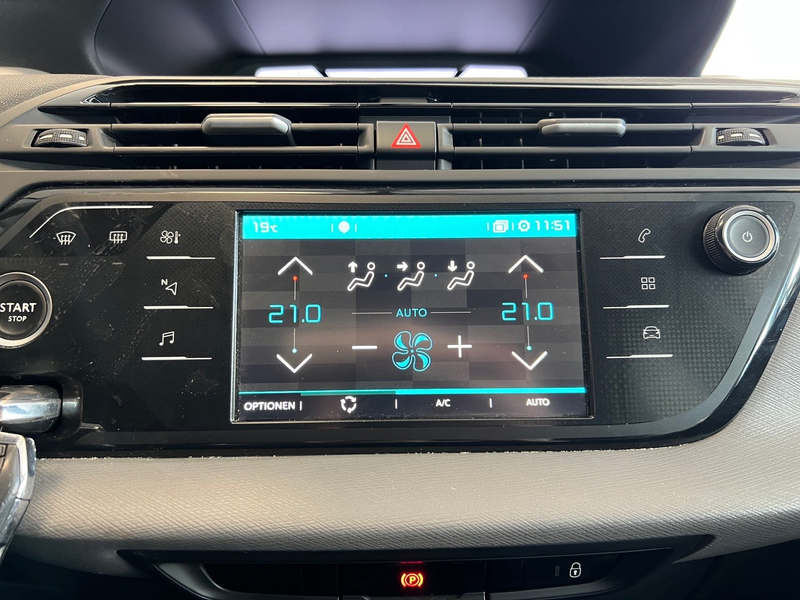 19°C 11:51
N
START
STOP
21.0 21.0
AUTO
OPTIONEN A/C AUTO
P